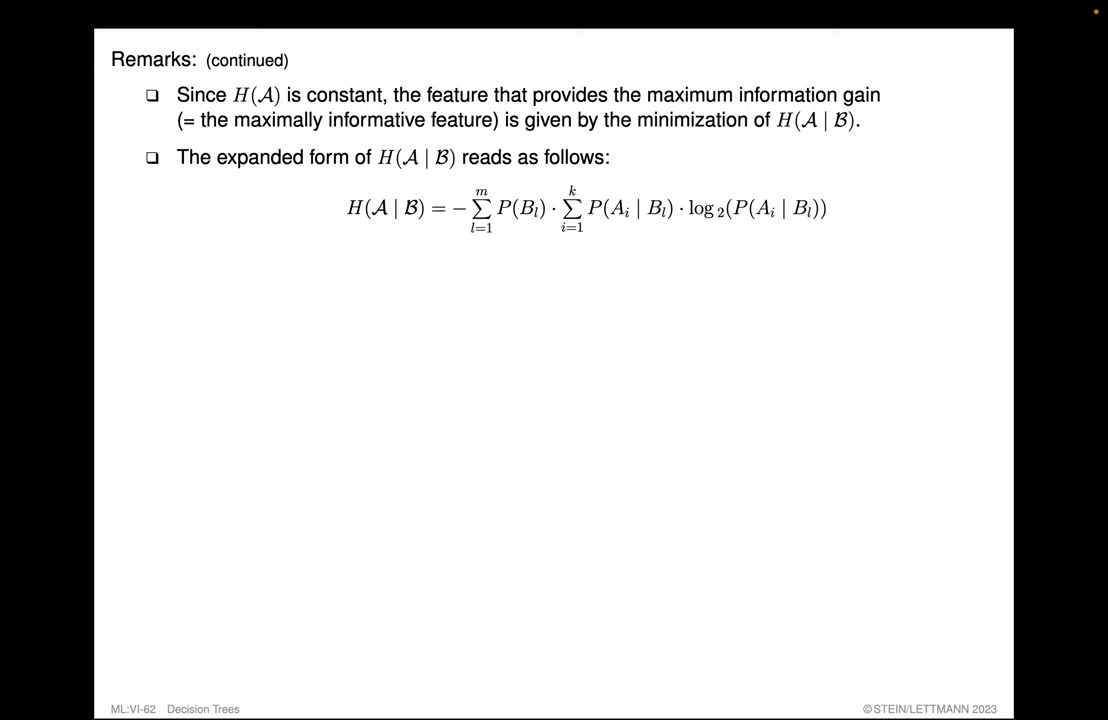 Remarks: (continued)
❑ Since H(𝒜) is constant, the feature that provides the maximum information gain
(= the maximally informative feature) is given by the minimization of H(𝒜 | ℬ).
❑ The expanded form of H(𝒜 | ℬ) reads as follows:
H(𝒜 | ℬ) = − ∑_{l=1}^{m} P(B_l) · ∑_{i=1}^{k} P(A_i | B_l) · log_2(P(A_i | B_l))
ML:VI-62 Decision Trees ©STEIN/LETTMANN 2023